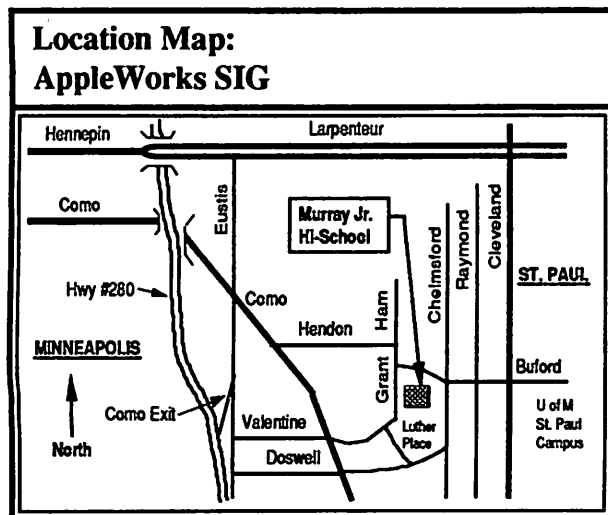 Location Map:
AppleWorks SIG
Hennepin
Larpenteur
Como
Eustis
Murray Jr.
Hi-School
Chelmsford
Raymond
Cleveland
ST. PAUL
Hwy #280
Como
Ham
Hendon
MINNEAPOLIS
Grant
Buford
Como Exit
Valentine
Luther
Place
U of M
St. Paul
Campus
North
Doswell